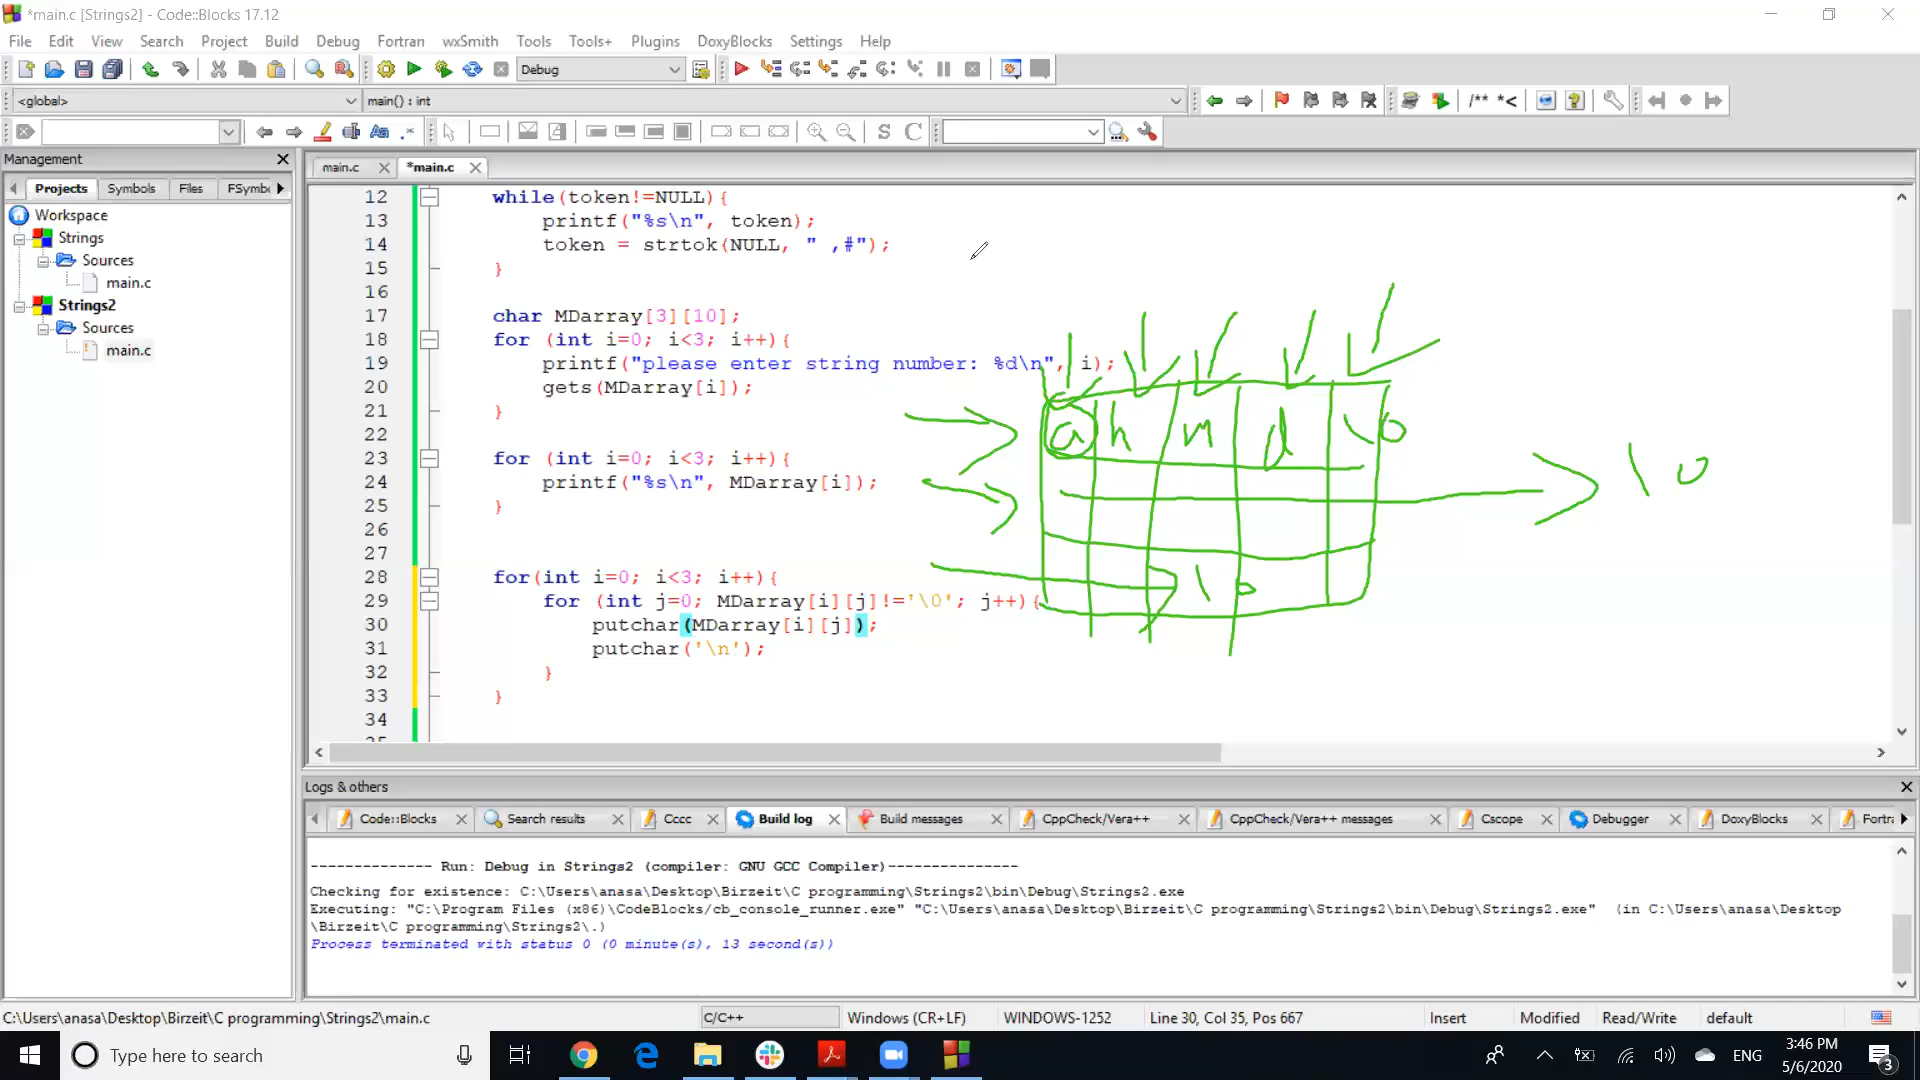 *main.c [Strings2] - Code::Blocks 17.12
File Edit View Search Project Build Debug Fortran wxSmith Tools Tools+ Plugins DoxyBlocks Settings Help
Debug
<global> main() : int
/** *<
Aa .*
S C
Management
main.c *main.c
Projects Symbols Files FSymb
Workspace
Strings
Sources
main.c
Strings2
Sources
main.c
12 while(token!=NULL){
13 printf("%s\n", token);
14 token = strtok(NULL, " ,#");
15 }
16
17 char MDarray[3][10];
18 for (int i=0; i<3; i++){
19 printf("please enter string number: %d\n", i);
20 gets(MDarray[i]);
21 }
22
23 for (int i=0; i<3; i++){
24 printf("%s\n", MDarray[i]);
25 }
26
27
28 for(int i=0; i<3; i++){
29 for (int j=0; MDarray[i][j]!='\0'; j++){
30 putchar(MDarray[i][j]);
31 putchar('\n');
32 }
33 }
34
a h m d \0
\0
\0
Logs & others
Code::Blocks Search results Cccc Build log Build messages CppCheck/Vera++ CppCheck/Vera++ messages Cscope Debugger DoxyBlocks Fortra
-------------- Run: Debug in Strings2 (compiler: GNU GCC Compiler)---------------
Checking for existence: C:\Users\anasa\Desktop\Birzeit\C programming\Strings2\bin\Debug\Strings2.exe
Executing: "C:\Program Files (x86)\CodeBlocks/cb_console_runner.exe" "C:\Users\anasa\Desktop\Birzeit\C programming\Strings2\bin\Debug\Strings2.exe"  (in C:\Users\anasa\Desktop
\Birzeit\C programming\Strings2\.)
Process terminated with status 0 (0 minute(s), 13 second(s))
C:\Users\anasa\Desktop\Birzeit\C programming\Strings2\main.c C/C++ Windows (CR+LF) WINDOWS-1252 Line 30, Col 35, Pos 667 Insert Modified Read/Write default
Type here to search
ENG
3:46 PM
5/6/2020
3